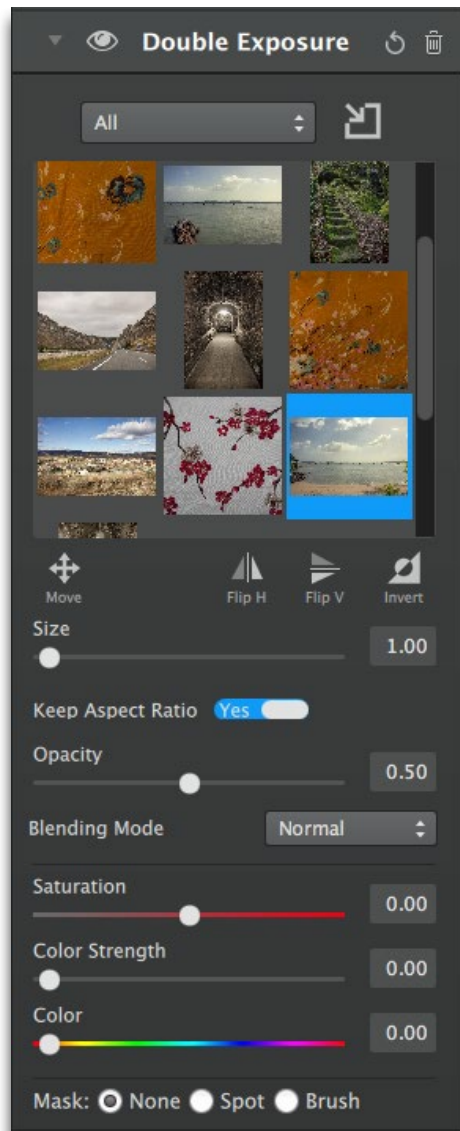 Double Exposure
All
Move
Flip H
Flip V
Invert
Size
1.00
Keep Aspect Ratio Yes
Opacity
0.50
Blending Mode Normal
Saturation
0.00
Color Strength
0.00
Color
0.00
Mask: None Spot Brush